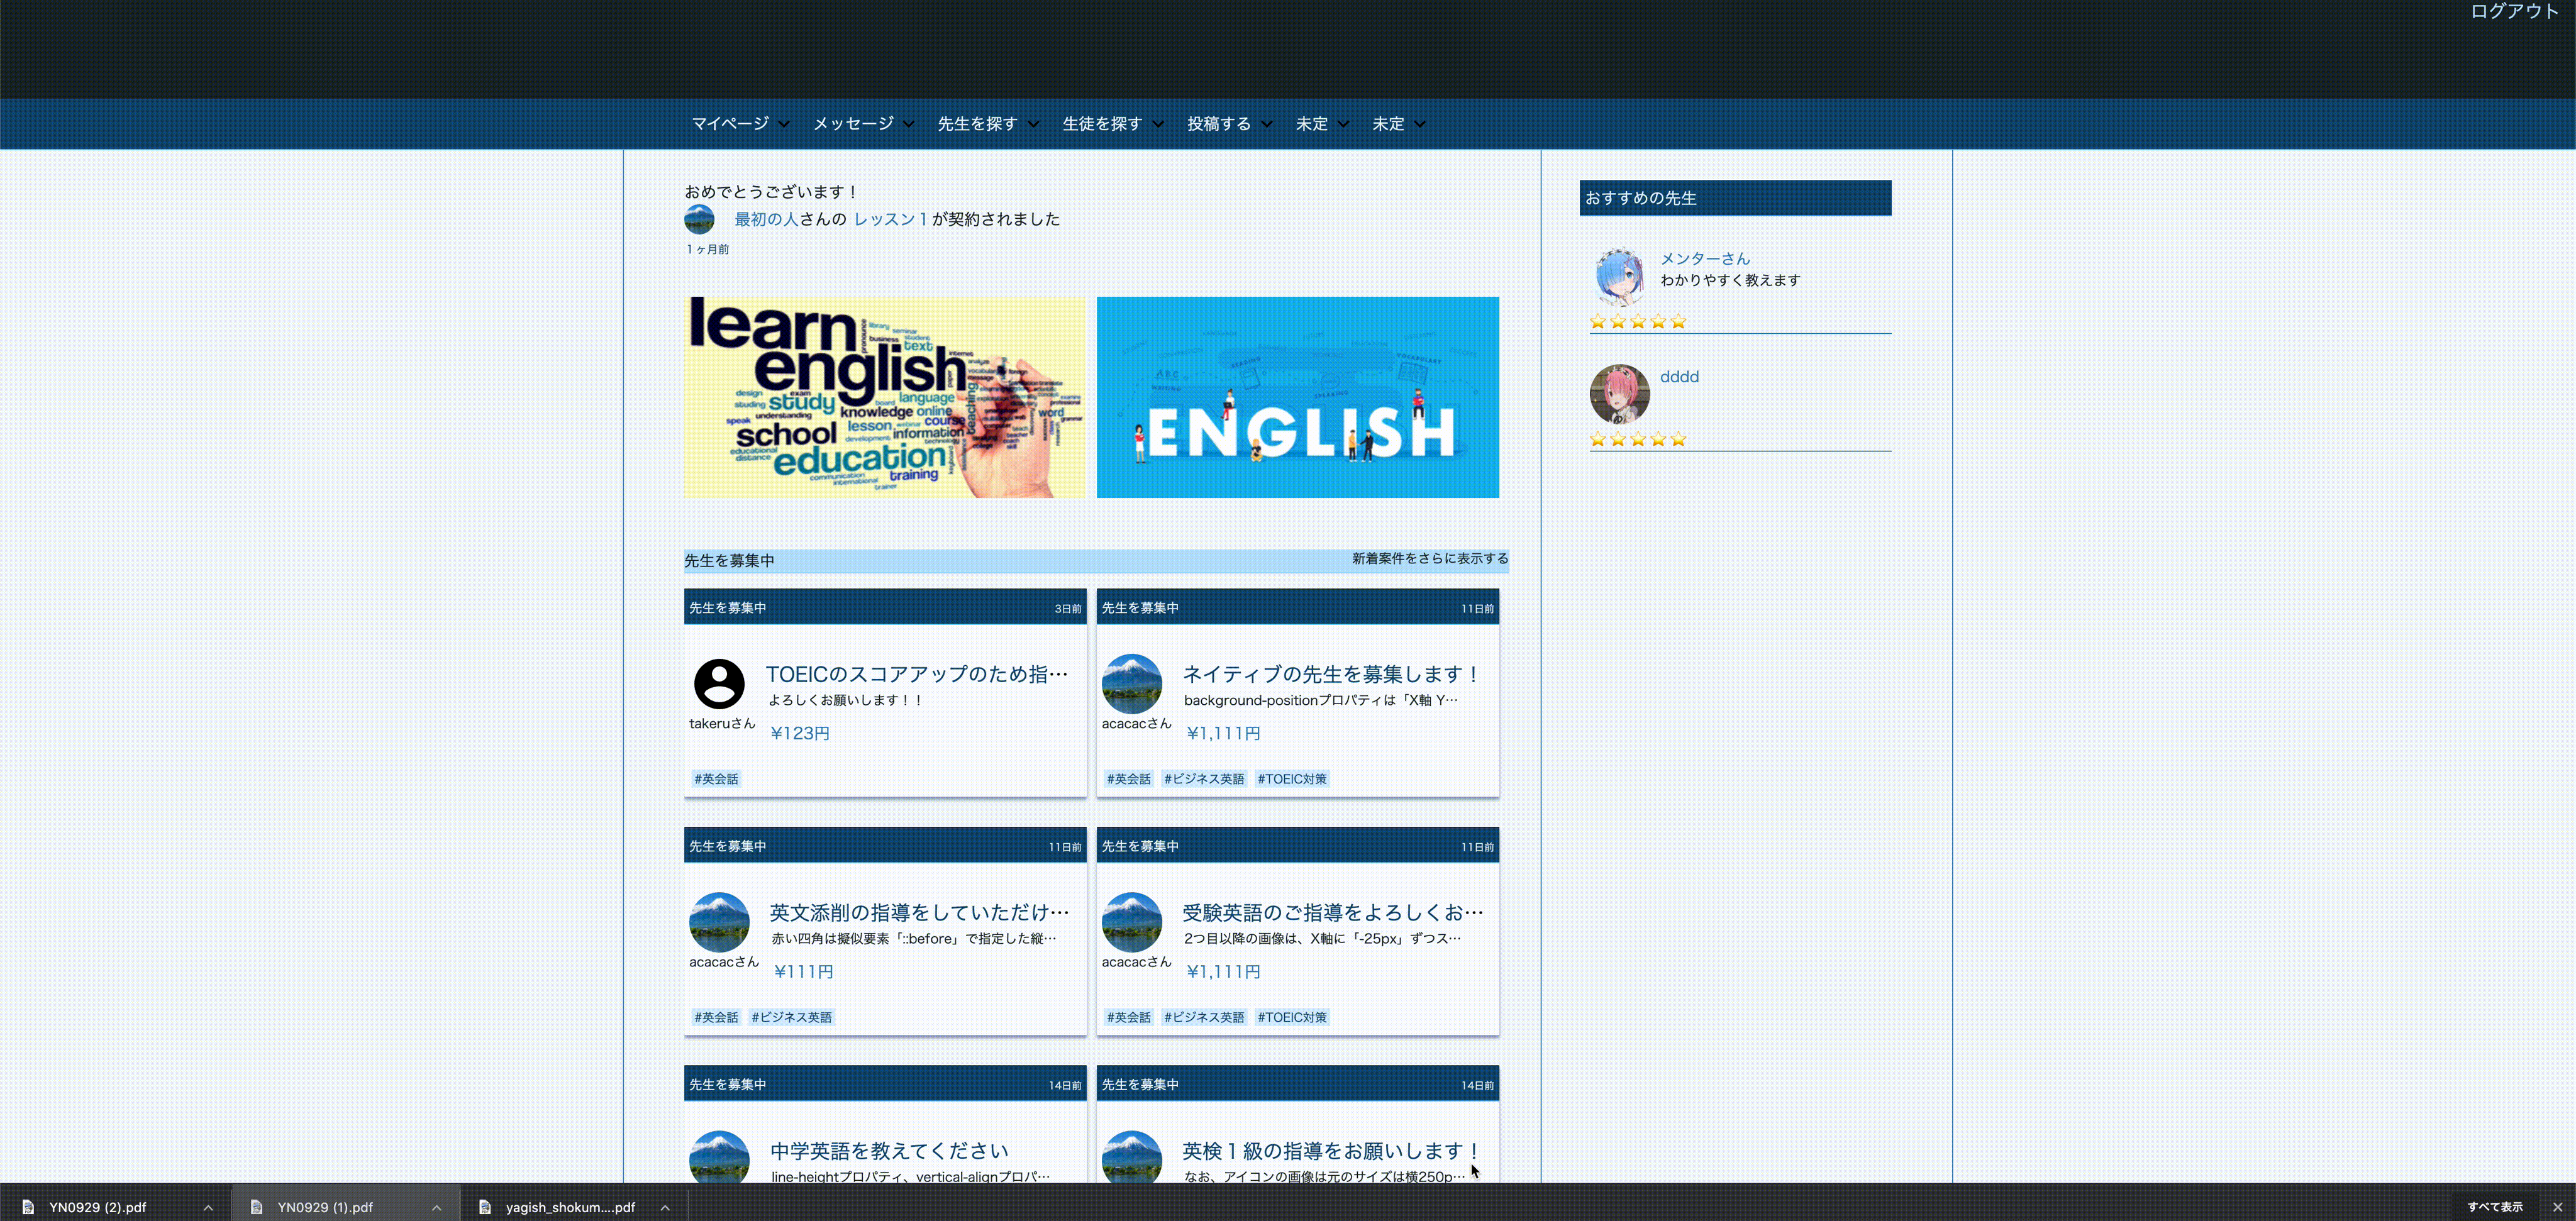 ログアウト
マイページ メッセージ 先生を探す 生徒を探す 投稿する 未定 未定
おめでとうございます！
最初の人さんの レッスン１が契約されました
1ヶ月前
おすすめの先生
メンターさん
わかりやすく教えます
dddd
learn
english
library seminar
business student
text
design exam
studing study language
understanding knowledge online
speak lesson webinar course
school development information
educational
distance education
communication training
international
trainer
teaching
word
ABC
WRITING
READING
SPEAKING
VOCABULARY
ENGLISH
先生を募集中 新着案件をさらに表示する
先生を募集中 3日前
TOEICのスコアアップのため指…
よろしくお願いします！！
takeruさん
¥123円
#英会話
先生を募集中 11日前
ネイティブの先生を募集します！
background-positionプロパティは「X軸 Y…
acacacさん
¥1,111円
#英会話 #ビジネス英語 #TOEIC対策
先生を募集中 11日前
英文添削の指導をしていただけ…
赤い四角は擬似要素「::before」で指定した縦…
acacacさん
¥111円
#英会話 #ビジネス英語
先生を募集中 11日前
受験英語のご指導をよろしくお…
2つ目以降の画像は、X軸に「-25px」ずつス…
acacacさん
¥1,111円
#英会話 #ビジネス英語 #TOEIC対策
先生を募集中 14日前
中学英語を教えてください
line-heightプロパティ、vertical-alignプロパ…
先生を募集中 14日前
英検１級の指導をお願いします！
なお、アイコンの画像は元のサイズは横250p…
YN0929 (2).pdf YN0929 (1).pdf yagish_shokum....pdf すべて表示